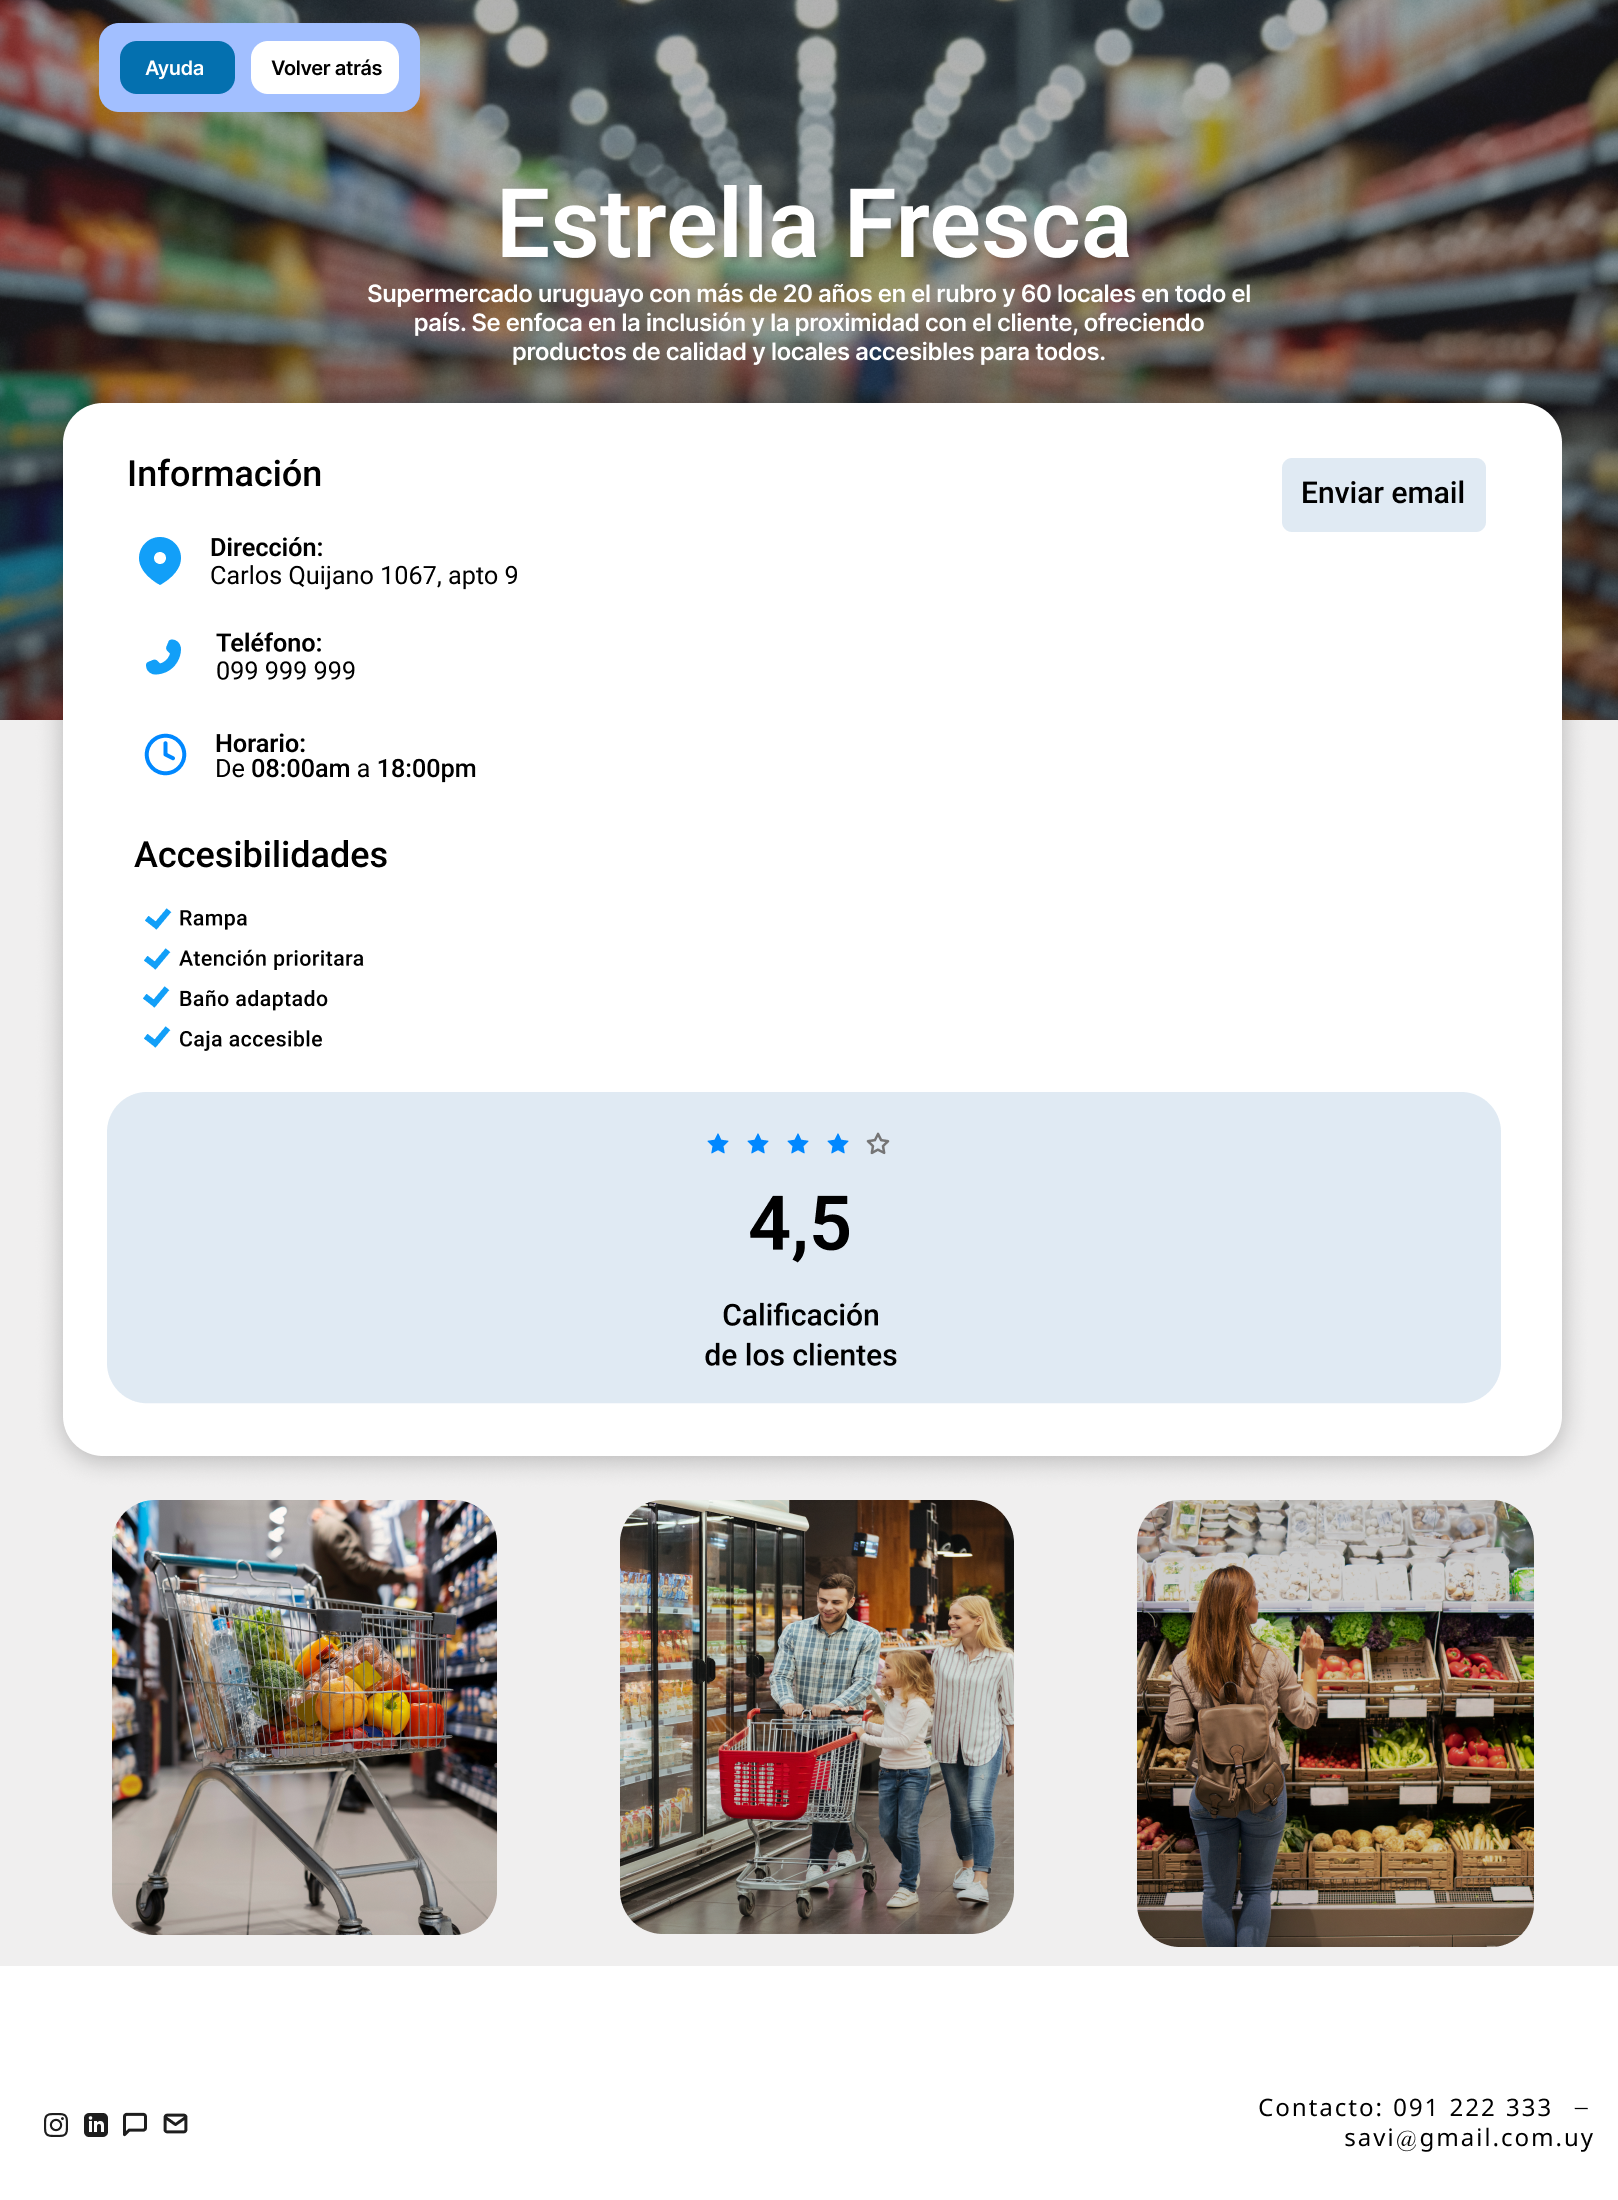 Ayuda
Volver atrás
Estrella Fresca
Supermercado uruguayo con más de 20 años en el rubro y 60 locales en todo el
país. Se enfoca en la inclusión y la proximidad con el cliente, ofreciendo
productos de calidad y locales accesibles para todos.
Información
Enviar email
Dirección:
Carlos Quijano 1067, apto 9
Teléfono:
099 999 999
Horario:
De 08:00am a 18:00pm
Accesibilidades
Rampa
Atención prioritara
Baño adaptado
Caja accesible
4,5
Calificación
de los clientes
Contacto: 091 222 333 –
savi@gmail.com.uy